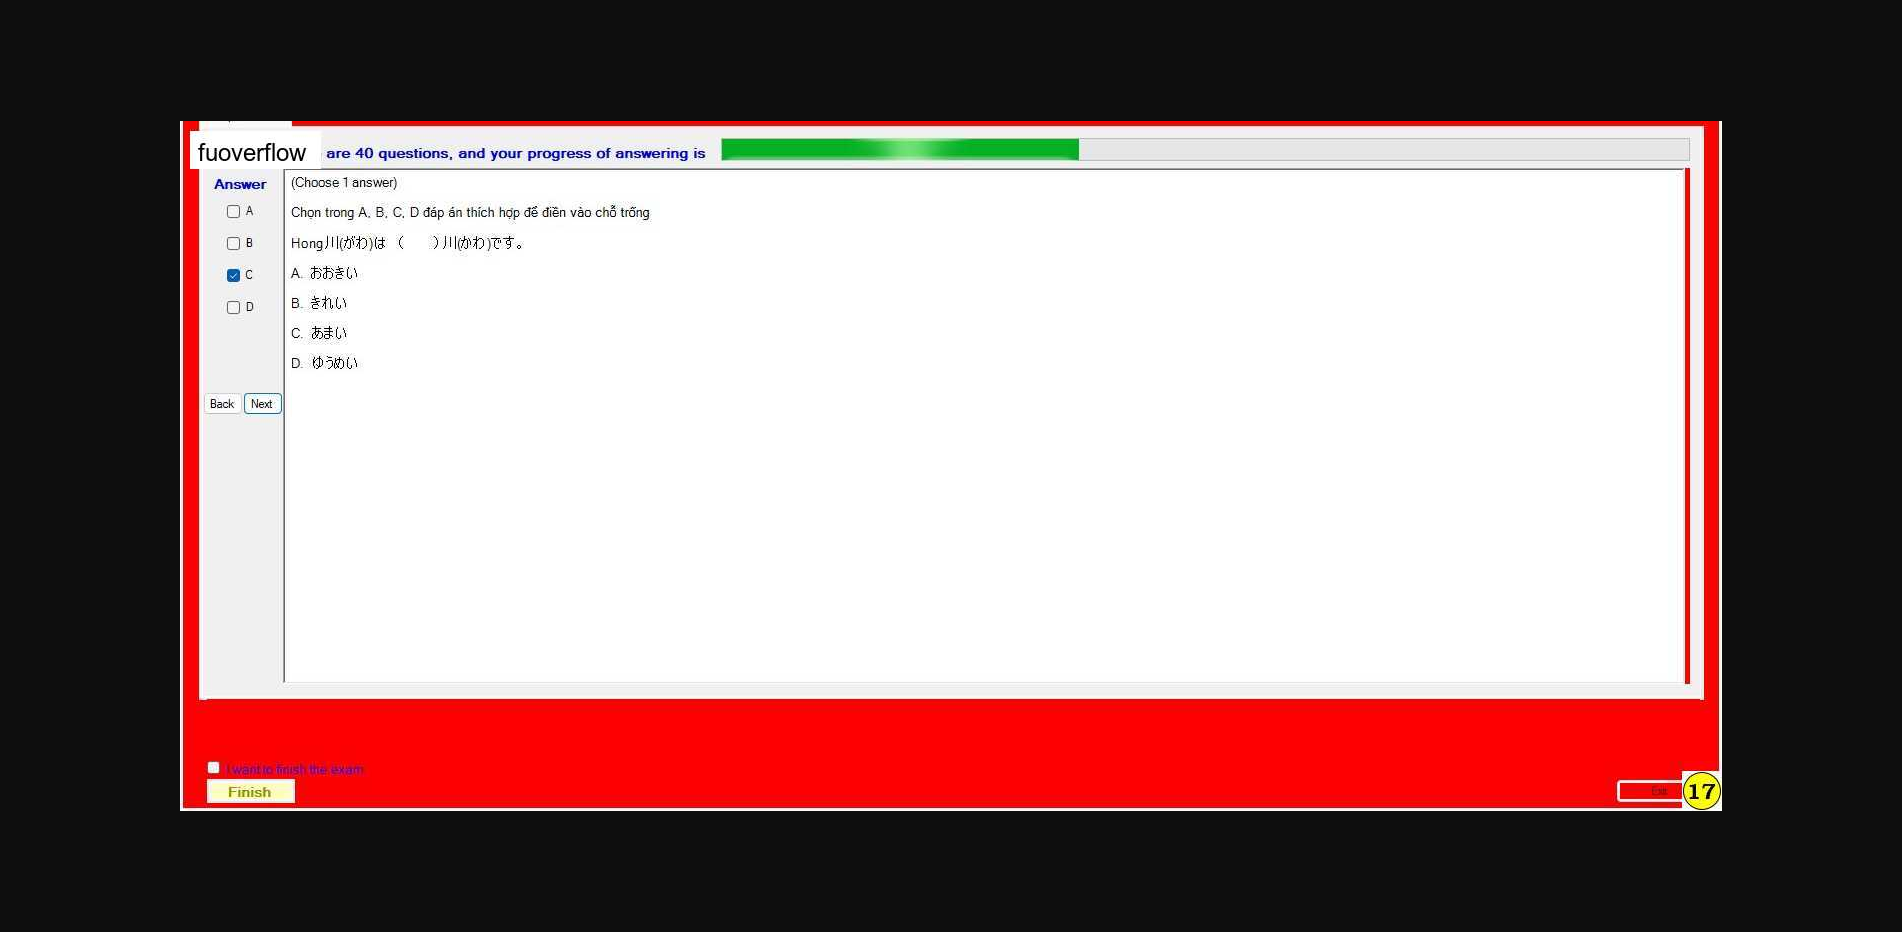 fuoverflow are 40 questions, and your progress of answering is
Answer
A
B
C
D
Back Next
(Choose 1 answer)
Chọn trong A, B, C, D đáp án thích hợp để điền vào chỗ trống
Hong川(がわ)は （　　）川(かわ)です。
A. おおきい
B. きれい
C. あまい
D. ゆうめい
I want to finish the exam
Finish
Exit
17